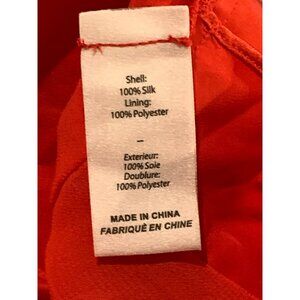 Shell:
100% Silk
Lining:
100% Polyester
–
Exterieur:
100% Soie
Doublure:
100% Polyester
MADE IN CHINA
FABRIQUÉ EN CHINE